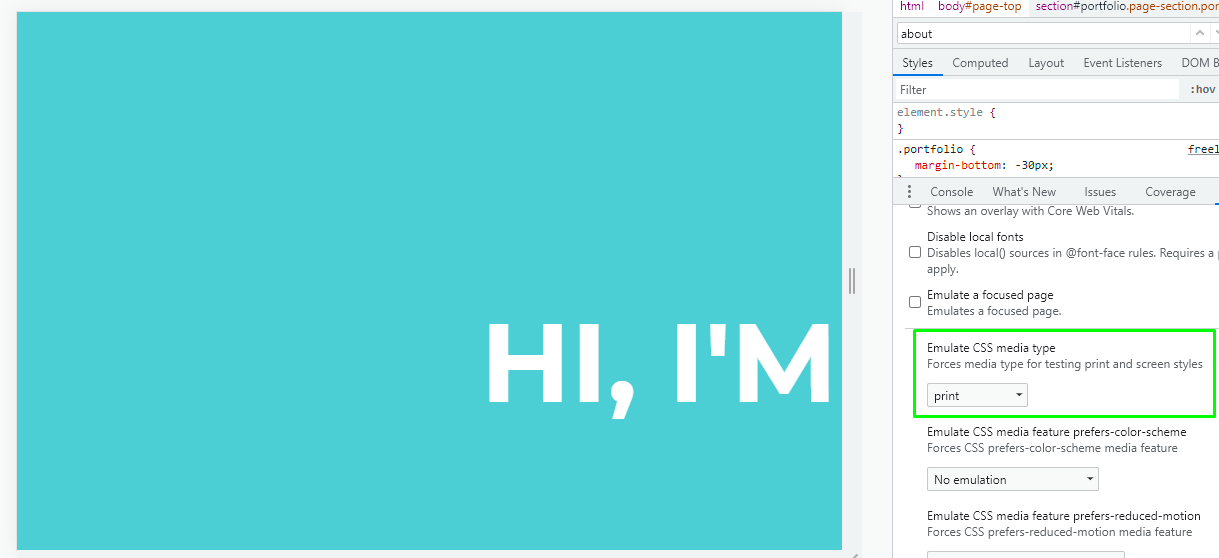 HI, I'M
html body#page-top section#portfolio.page-section.por
about
Styles Computed Layout Event Listeners DOM B
Filter :hov
element.style {
}
.portfolio { freel
margin-bottom: -30px;
Console What's New Issues Coverage
Shows an overlay with Core Web Vitals.
Disable local fonts
Disables local() sources in @font-face rules. Requires a p
apply.
Emulate a focused page
Emulates a focused page.
Emulate CSS media type
Forces media type for testing print and screen styles
print
Emulate CSS media feature prefers-color-scheme
Forces CSS prefers-color-scheme media feature
No emulation
Emulate CSS media feature prefers-reduced-motion
Forces CSS prefers-reduced-motion media feature